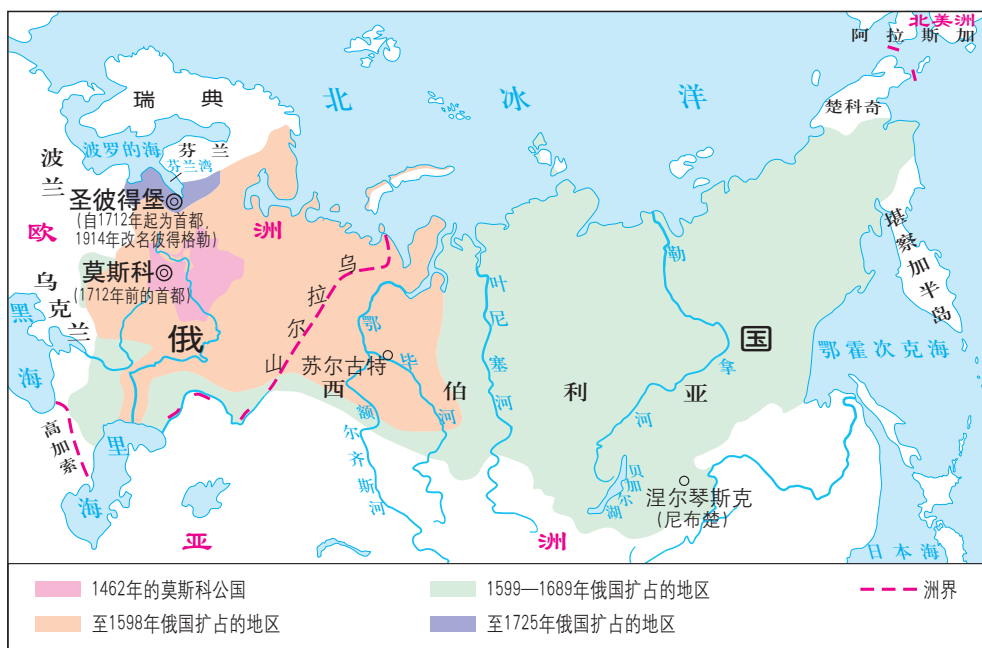 北美洲
阿拉斯加
瑞典
北冰洋
楚科奇
波罗的海
芬兰
芬兰湾
波兰
圣彼得堡
(自1712年起为首都，
1914年改名彼得格勒)
欧洲
堪察加半岛
莫斯科
(1712年前的首都)
乌拉尔山
叶尼塞河
勒拿河
乌克兰
黑海
俄国
鄂毕河
苏尔古特
鄂霍次克海
西伯利亚
额尔齐斯河
高加索
里海
贝加尔湖
涅尔琴斯克
(尼布楚)
亚洲
日本海
1462年的莫斯科公国
1599—1689年俄国扩占的地区
洲界
至1598年俄国扩占的地区
至1725年俄国扩占的地区